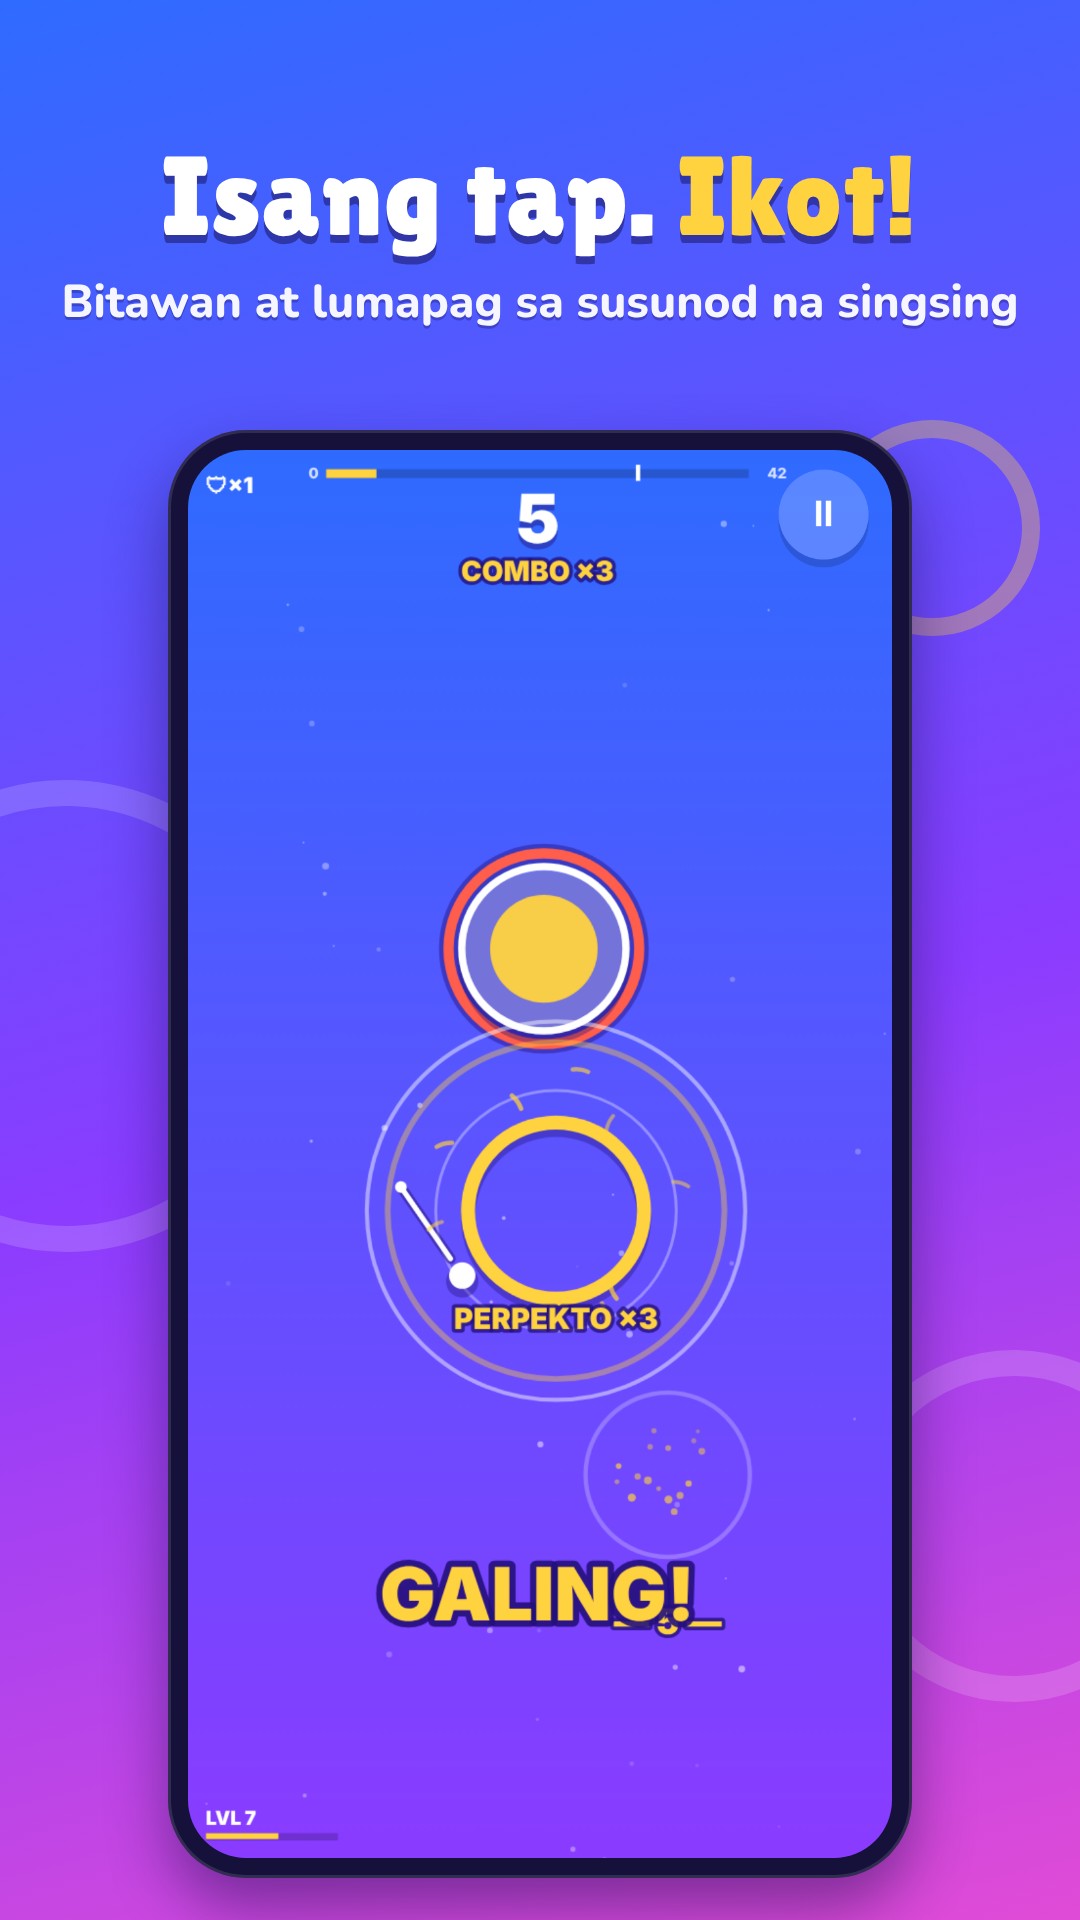 Isang tap. Ikot!
Bitawan at lumapag sa susunod na singsing
×1
0
42
5
COMBO ×3
PERPEKTO ×3
GALING!
LVL 7